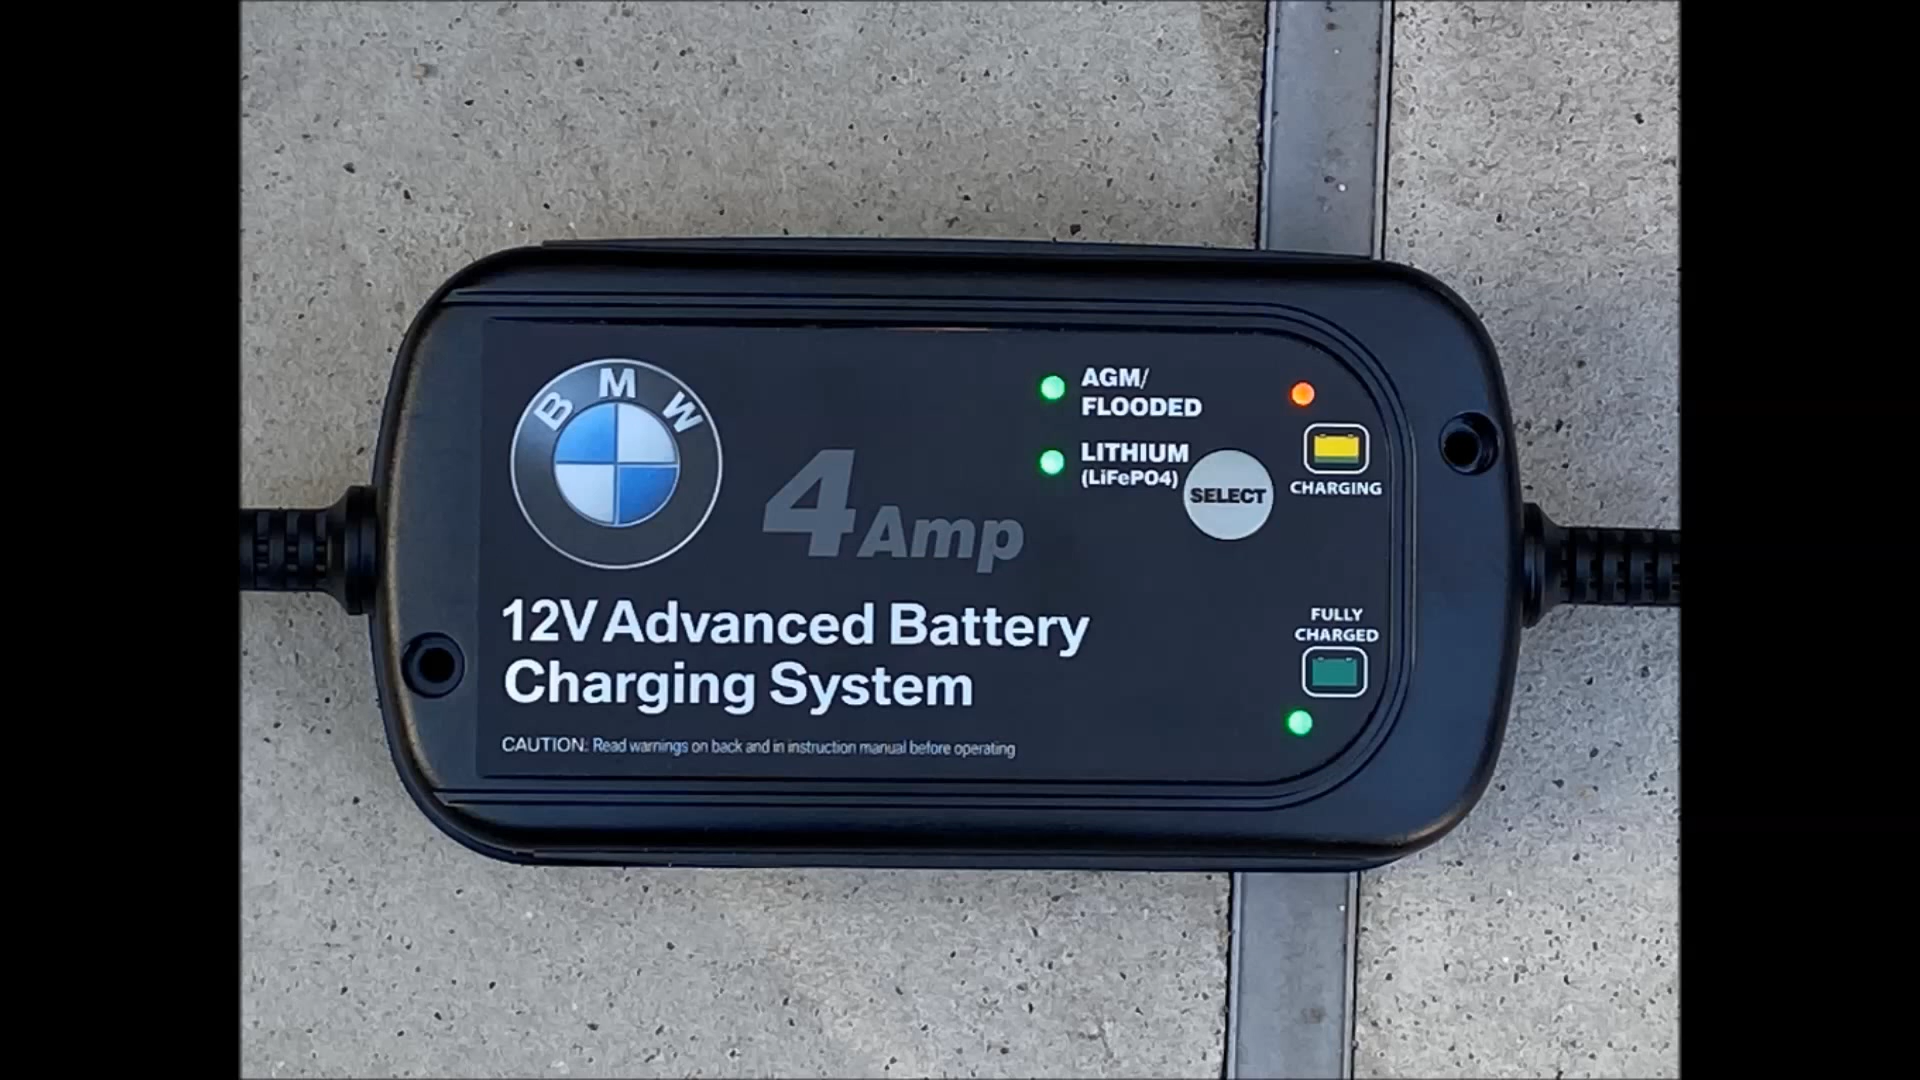 BMW
4 Amp
12V Advanced Battery
Charging System
CAUTION: Read warnings on back and in instruction manual before operating
AGM/
FLOODED
LITHIUM
(LiFePO4)
SELECT
CHARGING
FULLY
CHARGED